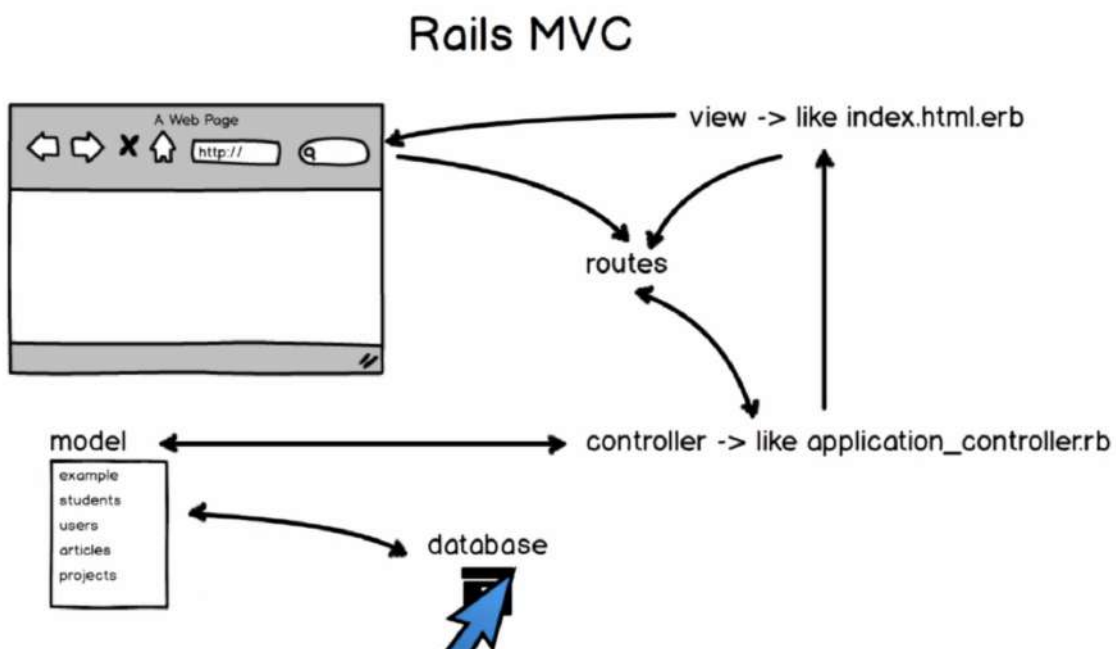 Rails MVC
A Web Page
http://
view -> like index.html.erb
routes
model
controller -> like application_controller.rb
example
students
users
articles
projects
database